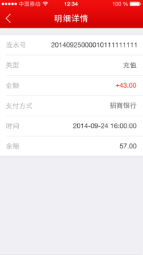 中国移动 12:34 100%
明细详情
流水号 20140925000010111111111
类型 充值
金额 +43.00
支付方式 招商银行
时间 2014-09-24 16:00:00
余额 57.00